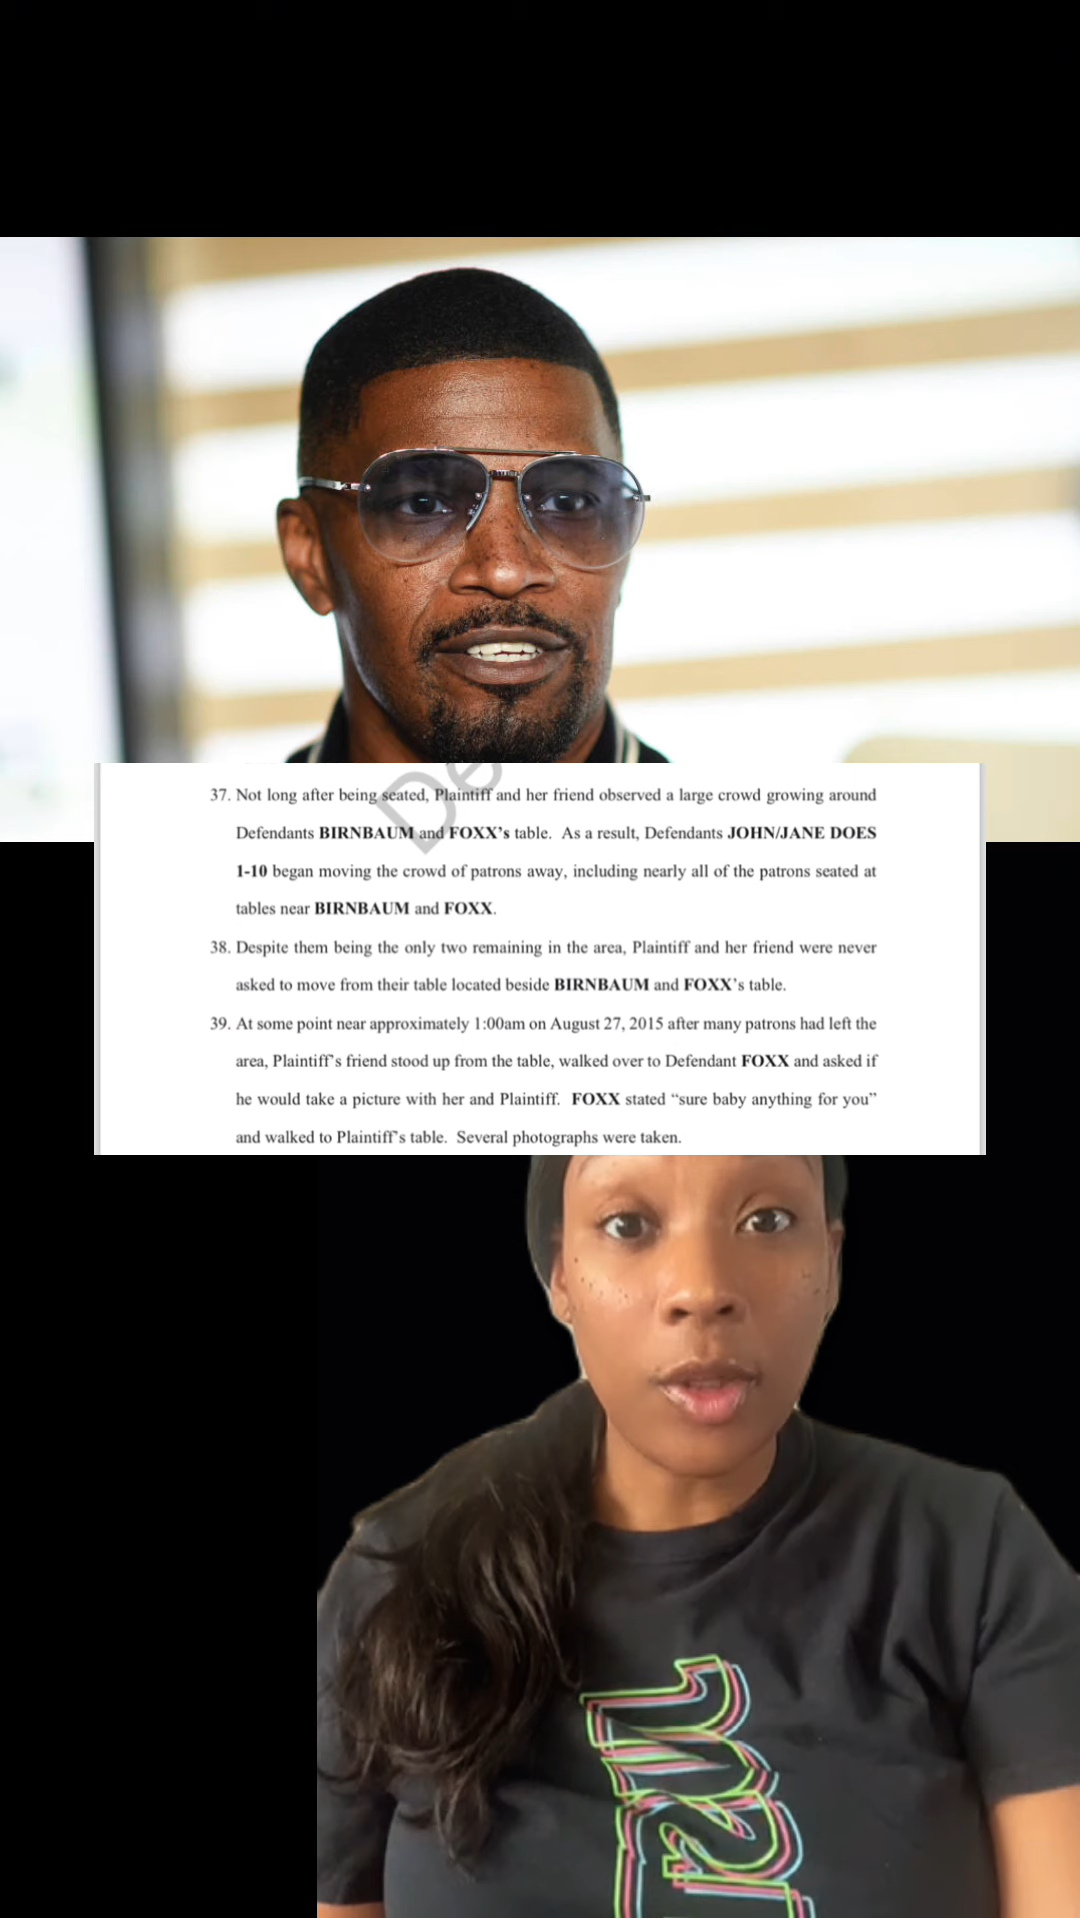 37. Not long after being seated, Plaintiff and her friend observed a large crowd growing around
Defendants BIRNBAUM and FOXX's table. As a result, Defendants JOHN/JANE DOES
1-10 began moving the crowd of patrons away, including nearly all of the patrons seated at
tables near BIRNBAUM and FOXX.
38. Despite them being the only two remaining in the area, Plaintiff and her friend were never
asked to move from their table located beside BIRNBAUM and FOXX's table.
39. At some point near approximately 1:00am on August 27, 2015 after many patrons had left the
area, Plaintiff's friend stood up from the table, walked over to Defendant FOXX and asked if
he would take a picture with her and Plaintiff. FOXX stated “sure baby anything for you”
and walked to Plaintiff's table. Several photographs were taken.